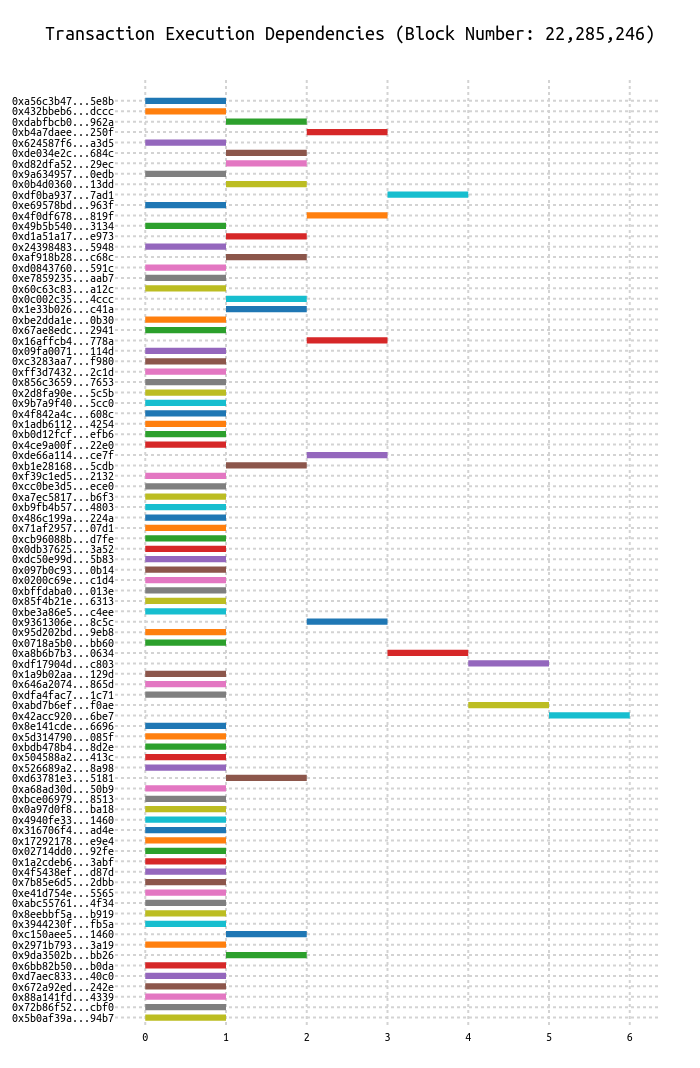 Transaction Execution Dependencies (Block Number: 22,285,246)
0xa56c3b47...5e8b
0x432bbeb6...dccc
0xdabfbcb0...962a
0xb4a7daee...250f
0x624587f6...a3d5
0xde034e2c...684c
0xd82dfa52...29ec
0x9a634957...0edb
0x0b4d0360...13dd
0xdf0ba937...7ad1
0xe69578bd...963f
0x4f0df678...819f
0x49b5b540...3134
0xd1a51a17...e973
0x24398483...5948
0xaf918b28...c68c
0xd0843760...591c
0xe7859235...aab7
0x60c63c83...a12c
0x0c002c35...4ccc
0x1e33b026...c41a
0xbe2dda1e...0b30
0x67ae8edc...2941
0x16affcb4...778a
0x09fa0071...114d
0xc3283aa7...f980
0xff3d7432...2c1d
0x856c3659...7653
0x2d8fa90e...5c5b
0x9b7a9f40...5cc0
0x4f842a4c...608c
0x1adb6112...4254
0xb0d12fcf...efb6
0x4ce9a00f...22e0
0xde66a114...ce7f
0xb1e28168...5cdb
0xf39c1ed5...2132
0xcc0be3d5...ece0
0xa7ec5817...b6f3
0xb9fb4b57...4803
0x486c199a...224a
0x71af2957...07d1
0xcb96088b...d7fe
0x0db37625...3a52
0xdc50e99d...5b83
0x097b0c93...0b14
0x0200c69e...c1d4
0xbffdaba0...013e
0x85f4b21e...6313
0xbe3a86e5...c4ee
0x9361306e...8c5c
0x95d202bd...9eb8
0x0718a5b0...bb60
0xa8b6b7b3...0634
0xdf17904d...c803
0x1a9b02aa...129d
0x646a2074...865d
0xdfa4fac7...1c71
0xabd7b6ef...f0ae
0x42acc920...6be7
0x8e141cde...6696
0x5d314790...085f
0xbdb478b4...8d2e
0x504588a2...413c
0x526689a2...8a98
0xd63781e3...5181
0xa68ad30d...50b9
0xbce06979...8513
0x0a97d0f8...ba18
0x4940fe33...1460
0x316706f4...ad4e
0x17292178...e9e4
0x02714dd0...92fe
0x1a2cdeb6...3abf
0x4f5438ef...d87d
0x7b85e6d5...2dbb
0xe41d754e...5565
0xabc55761...4f34
0x8eebbf5a...b919
0x3944230f...fb5a
0xc150aee5...1460
0x2971b793...3a19
0x9da3502b...bb26
0x6bb82b50...b0da
0xd7aec833...40c0
0x672a92ed...242e
0x88a141fd...4339
0x72b86f52...cbf0
0x5b0af39a...94b7
0 1 2 3 4 5 6